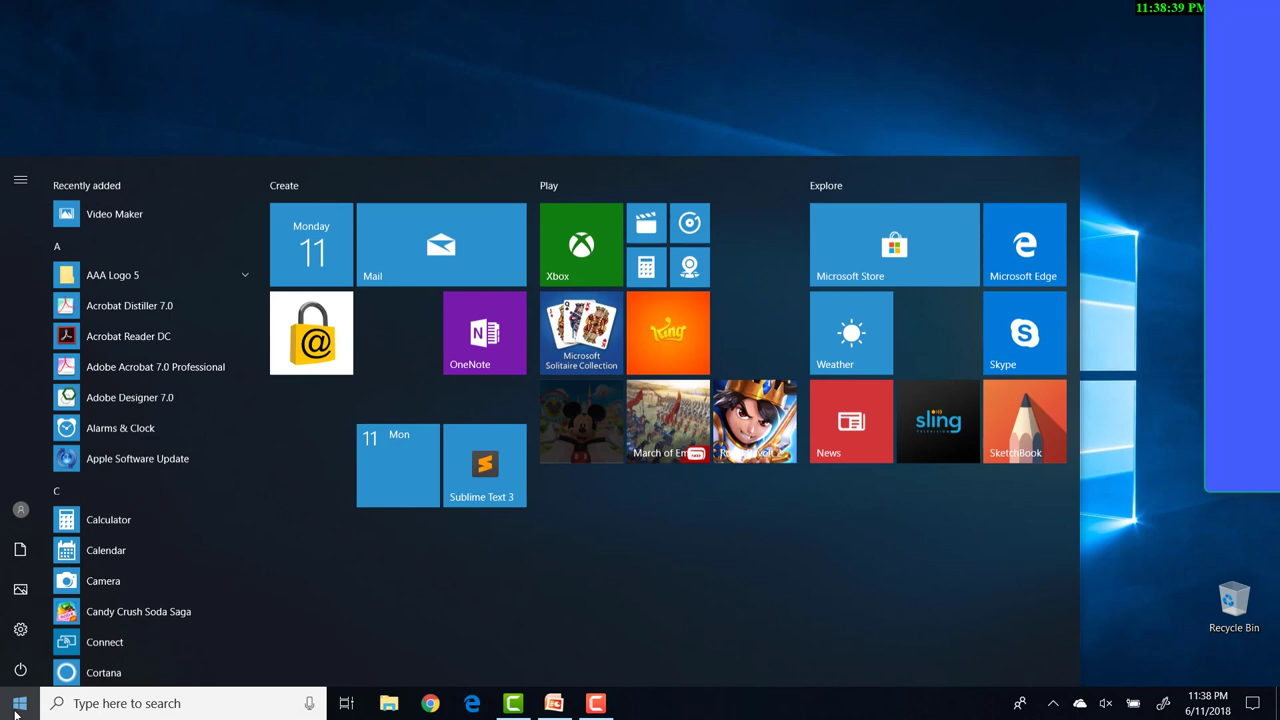 11:38:39 PM
Recently added
Video Maker
A
AAA Logo 5
Acrobat Distiller 7.0
Acrobat Reader DC
Adobe Acrobat 7.0 Professional
Adobe Designer 7.0
Alarms & Clock
Apple Software Update
C
Calculator
Calendar
Camera
Candy Crush Soda Saga
Connect
Cortana
Create
Monday
11
Mail
OneNote
11 Mon
Sublime Text 3
Play
Xbox
Microsoft
Solitaire Collection
King
March of Em
Explore
Microsoft Store
Microsoft Edge
Weather
Skype
News
sling
TELEVISION
SketchBook
Recycle Bin
Type here to search
11:38 PM
6/11/2018